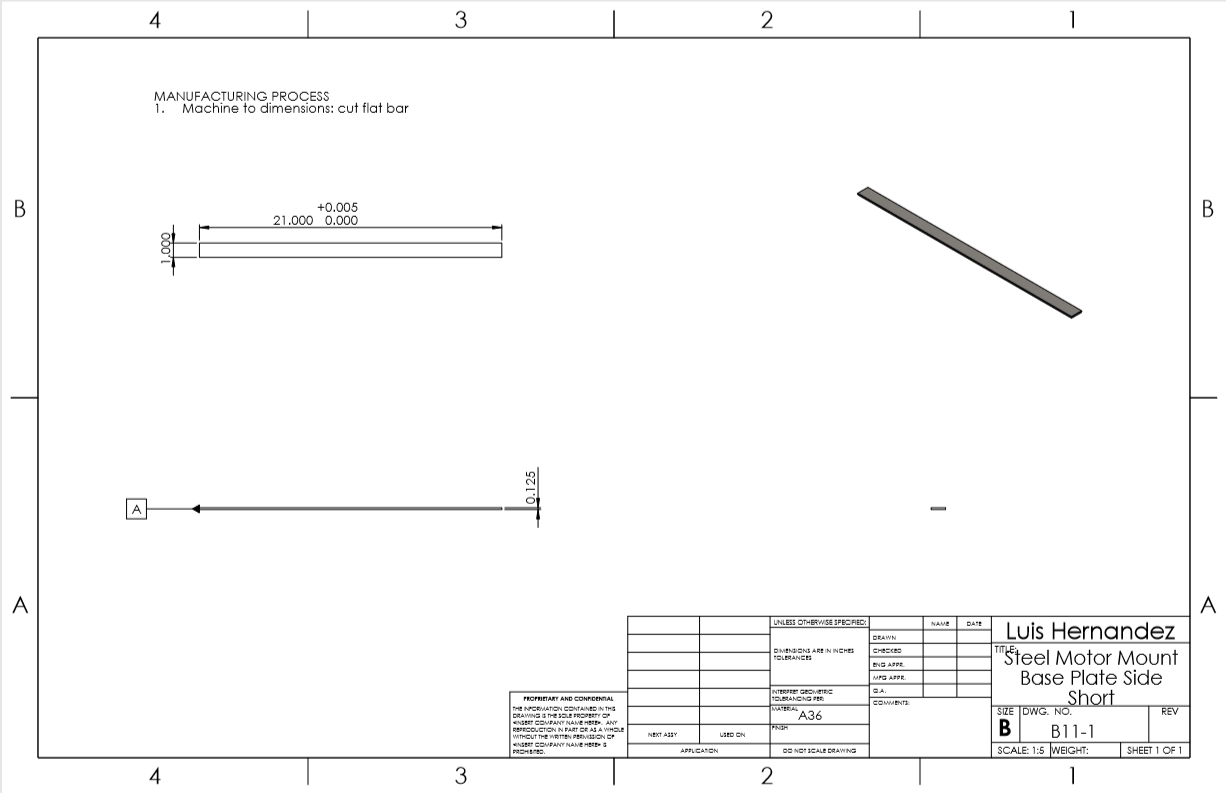 4 3 2 1
MANUFACTURING PROCESS
1. Machine to dimensions: cut flat bar
B
B
+0.005
21.000 0.000
1.000
0.125
A
A
A
UNLESS OTHERWISE SPECIFIED:
DIMENSIONS ARE IN INCHES
TOLERANCES
INTERPRET GEOMETRIC
TOLERANCING PER:
MATERIAL
A36
FINISH
DO NOT SCALE DRAWING
NAME DATE
DRAWN
CHECKED
ENG APPR.
MFG APPR.
Q.A.
COMMENTS:
Luis Hernandez
TITLE:
Steel Motor Mount
Base Plate Side
Short
SIZE DWG. NO. REV
B B11-1
SCALE: 1:5 WEIGHT: SHEET 1 OF 1
PROPRIETARY AND CONFIDENTIAL
THE INFORMATION CONTAINED IN THIS
DRAWING IS THE SOLE PROPERTY OF
<INSERT COMPANY NAME HERE>. ANY
REPRODUCTION IN PART OR AS A WHOLE
WITHOUT THE WRITTEN PERMISSION OF
<INSERT COMPANY NAME HERE> IS
PROHIBITED.
NEXT ASSY USED ON
APPLICATION
4 3 2 1